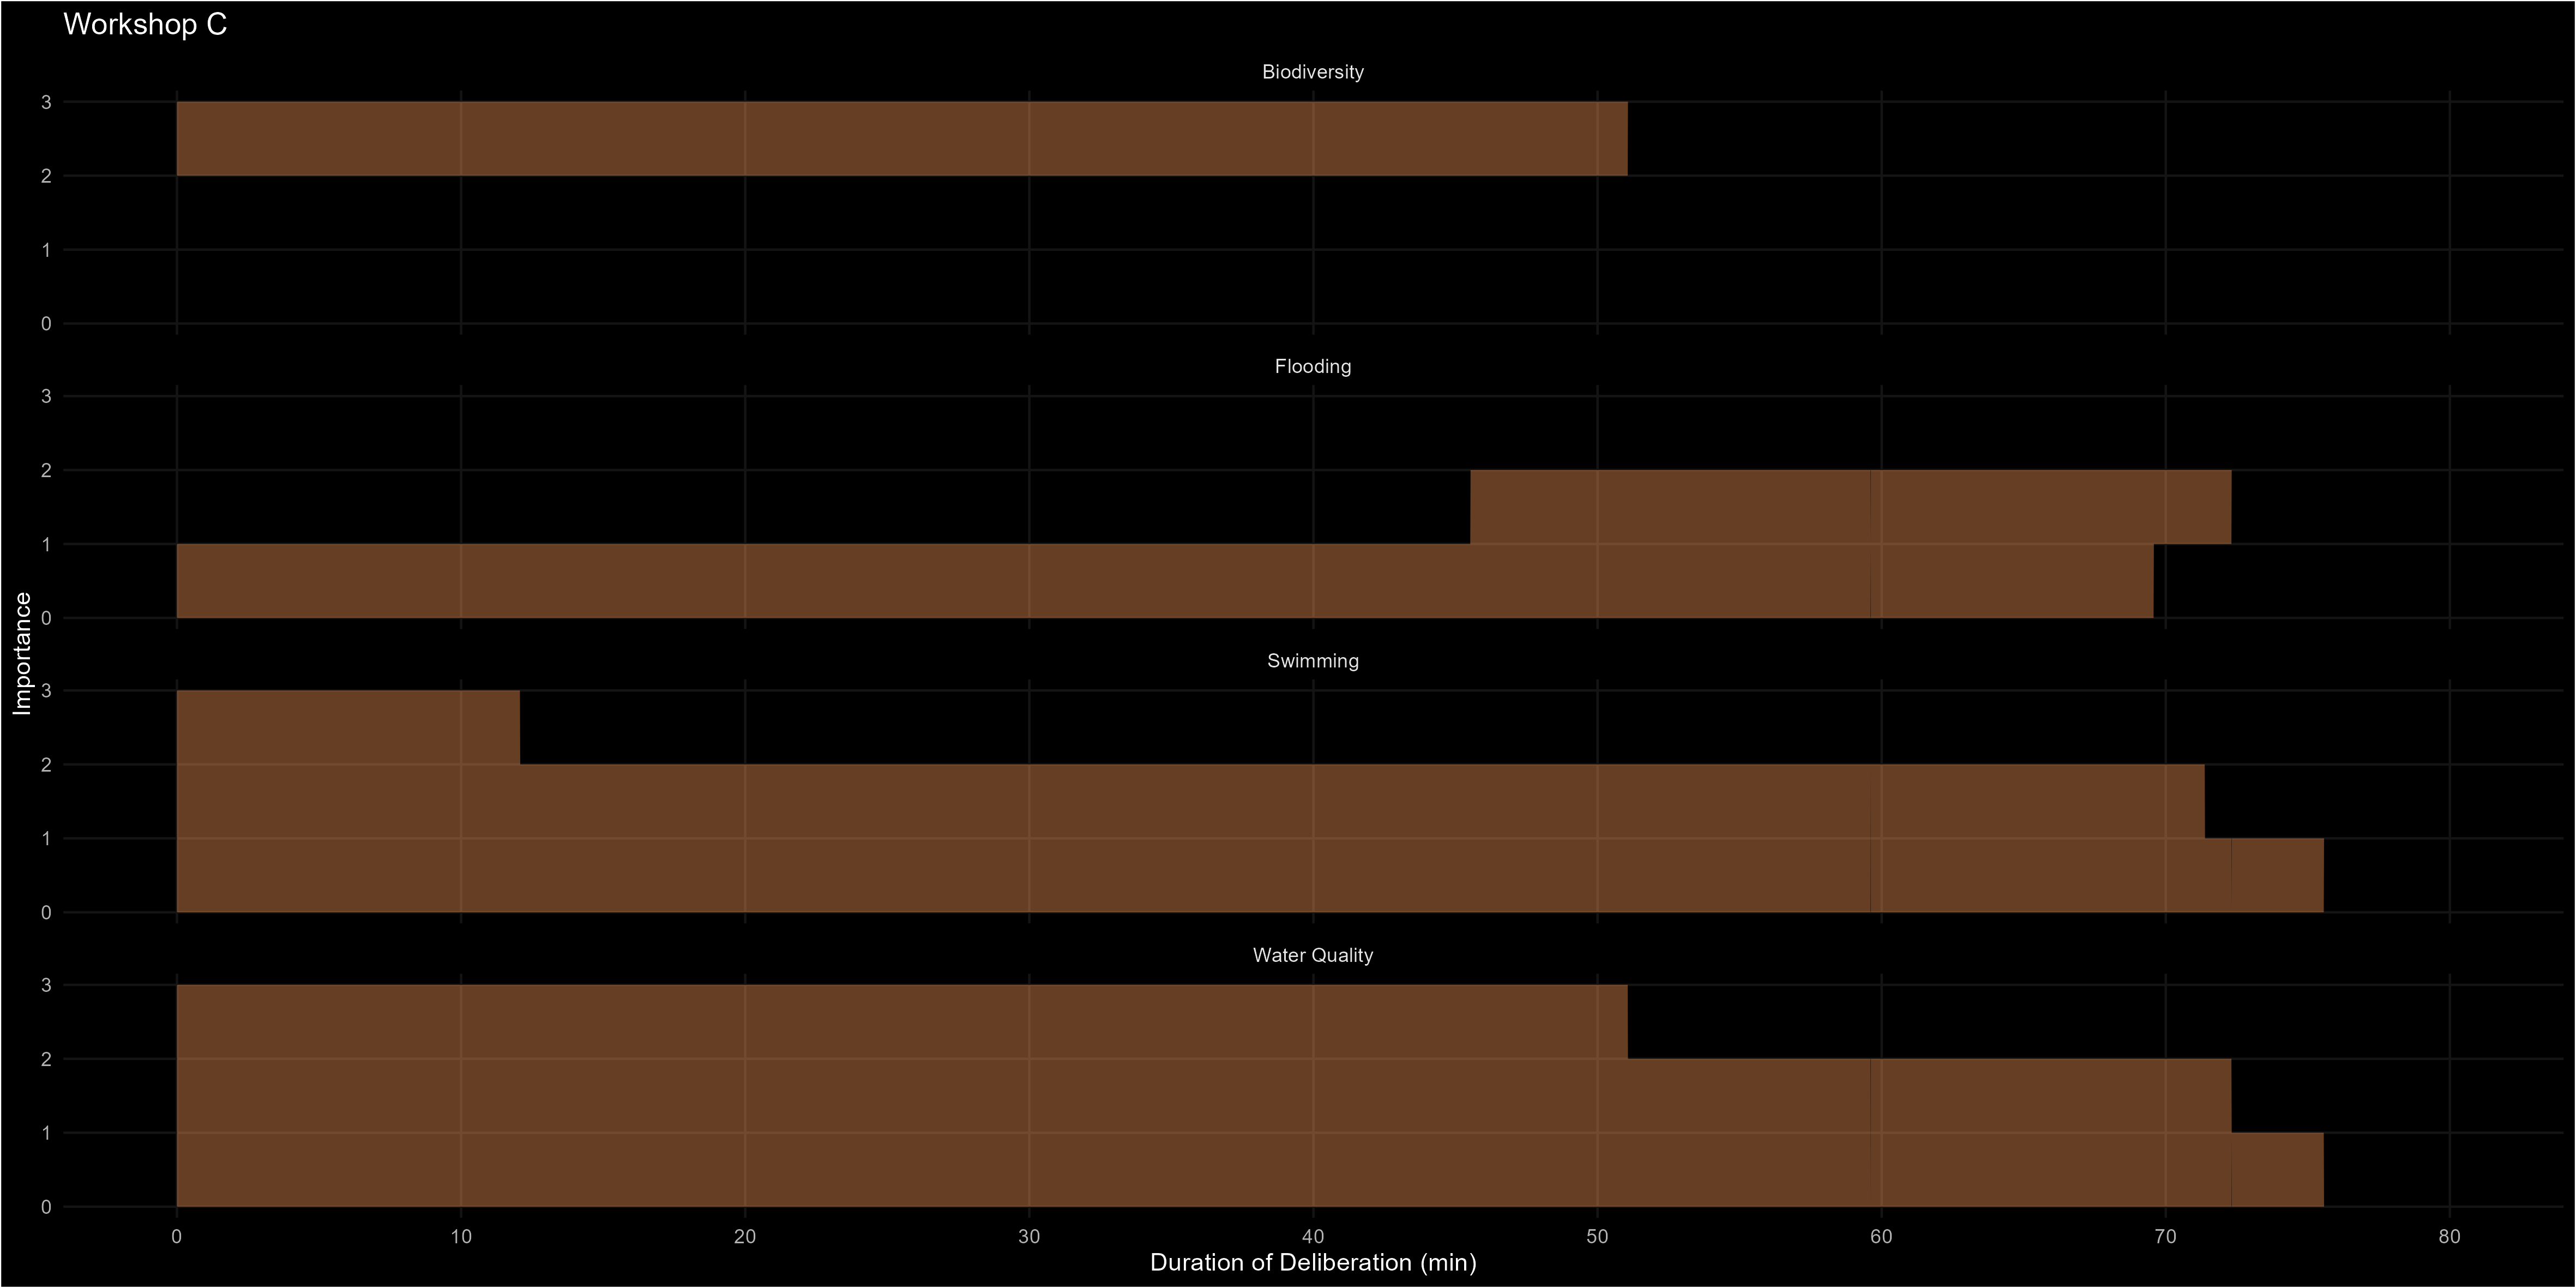 Workshop C
Biodiversity
3
2
1
0
Flooding
3
2
1
0
Importance
Swimming
3
2
1
0
Water Quality
3
2
1
0
0 10 20 30 40 50 60 70 80
Duration of Deliberation (min)